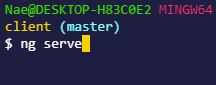 Nae@DESKTOP-H83C0E2 MINGW64
client (master)
$ ng serve